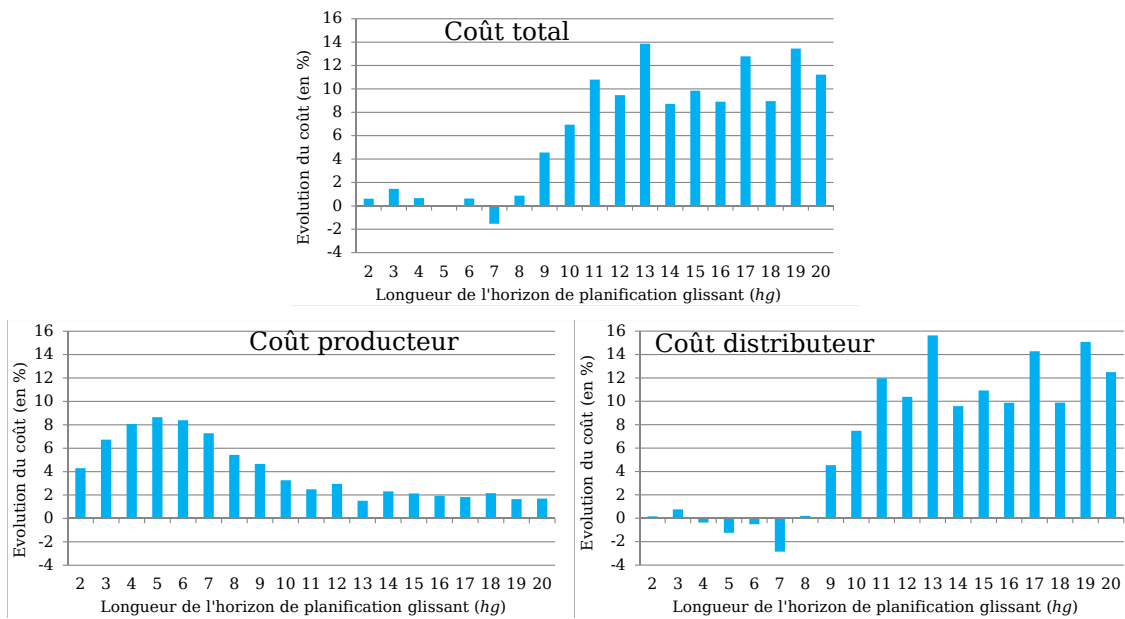 Coût total
Evolution du coût (en %)
16
14
12
10
8
6
4
2
0
-2
-4
2 3 4 5 6 7 8 9 10 11 12 13 14 15 16 17 18 19 20
Longueur de l'horizon de planification glissant (hg)
Coût producteur
Evolution du coût (en %)
16
14
12
10
8
6
4
2
0
-2
-4
2 3 4 5 6 7 8 9 10 11 12 13 14 15 16 17 18 19 20
Longueur de l'horizon de planification glissant (hg)
Coût distributeur
Evolution du coût (en %)
16
14
12
10
8
6
4
2
0
-2
-4
2 3 4 5 6 7 8 9 10 11 12 13 14 15 16 17 18 19 20
Longueur de l'horizon de planification glissant (hg)